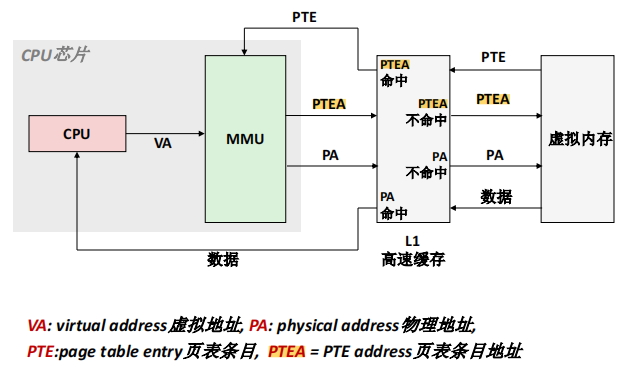 PTE
CPU芯片
PTEA
命中
PTE
PTEA
不命中
PTEA
PTEA
CPU
VA
MMU
虚拟内存
PA
PA
不命中
PA
PA
命中
数据
数据
L1
高速缓存
VA: virtual address虚拟地址, PA: physical address物理地址,
PTE:page table entry页表条目, PTEA = PTE address页表条目地址